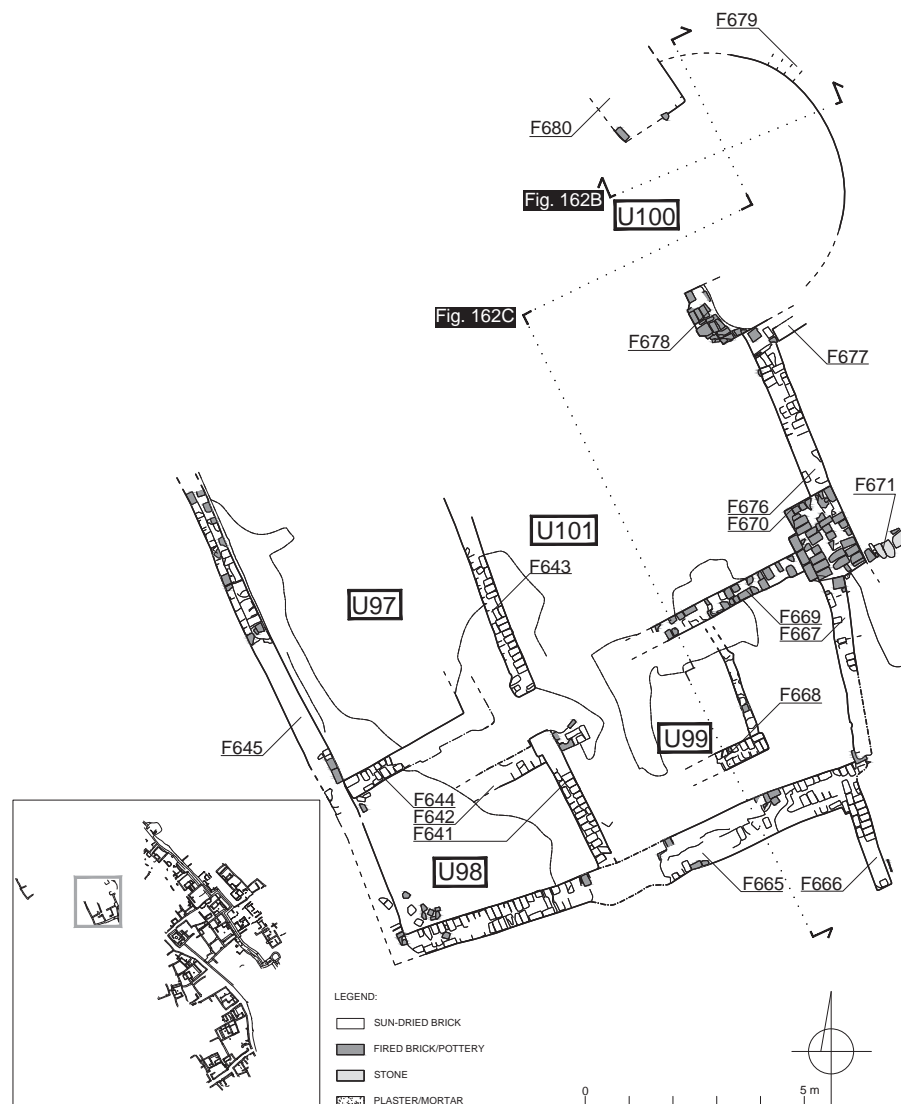 F679
F680
Fig. 162B
U100
Fig. 162C
F678
F677
F671
F676
F670
U101
F643
U97
F669
F667
F668
U99
F645
F644
F642
F641
U98
F665
F666
LEGEND:
SUN-DRIED BRICK
FIRED BRICK/POTTERY
STONE
PLASTER/MORTAR
0 5 m